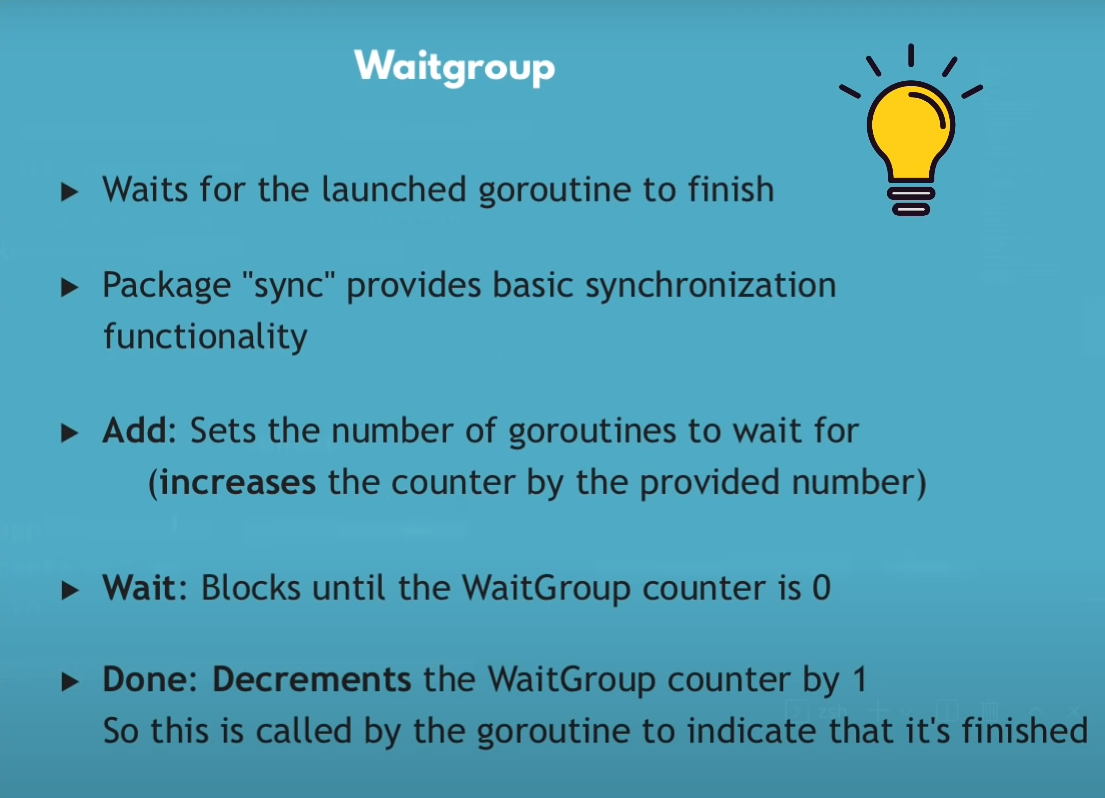 Waitgroup
▶ Waits for the launched goroutine to finish
▶ Package "sync" provides basic synchronization
functionality
▶ Add: Sets the number of goroutines to wait for
(increases the counter by the provided number)
▶ Wait: Blocks until the WaitGroup counter is 0
▶ Done: Decrements the WaitGroup counter by 1
So this is called by the goroutine to indicate that it's finished
zsh